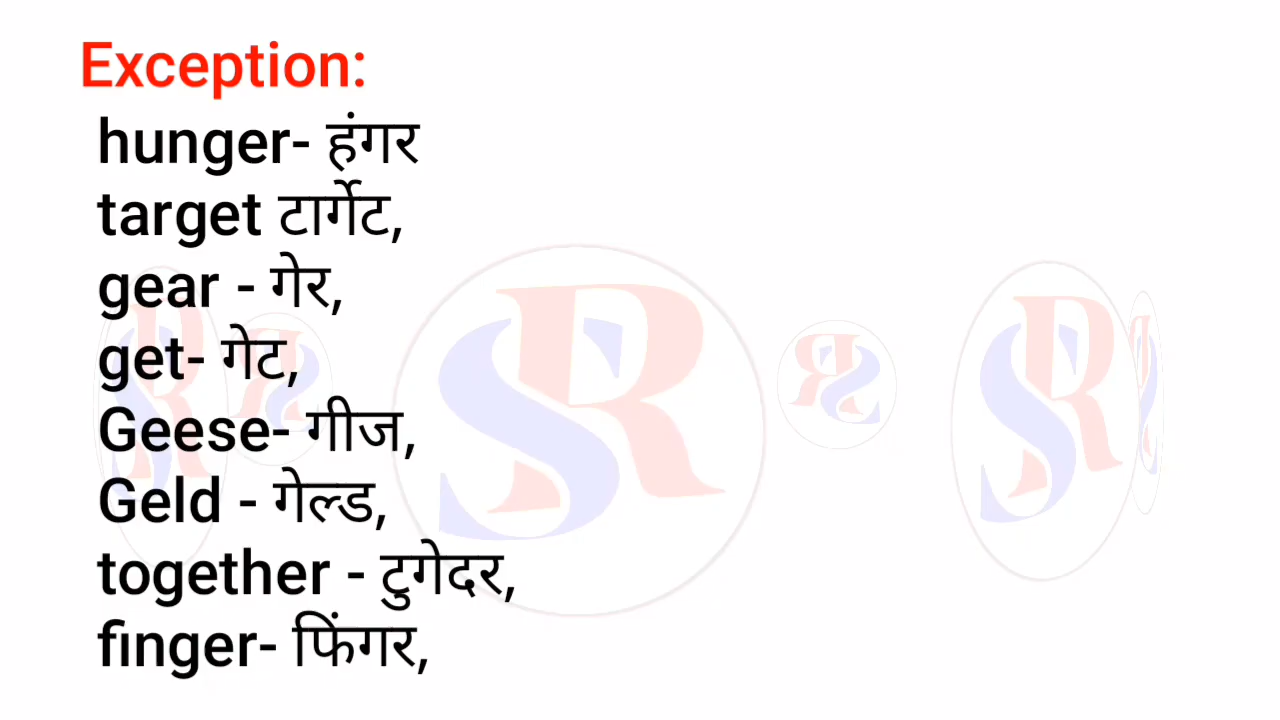 Exception:
hunger- हंगर
target टार्गेट,
gear - गेर,
get- गेट,
Geese- गीज,
Geld - गेल्ड,
together - टुगेदर,
finger- फिंगर,